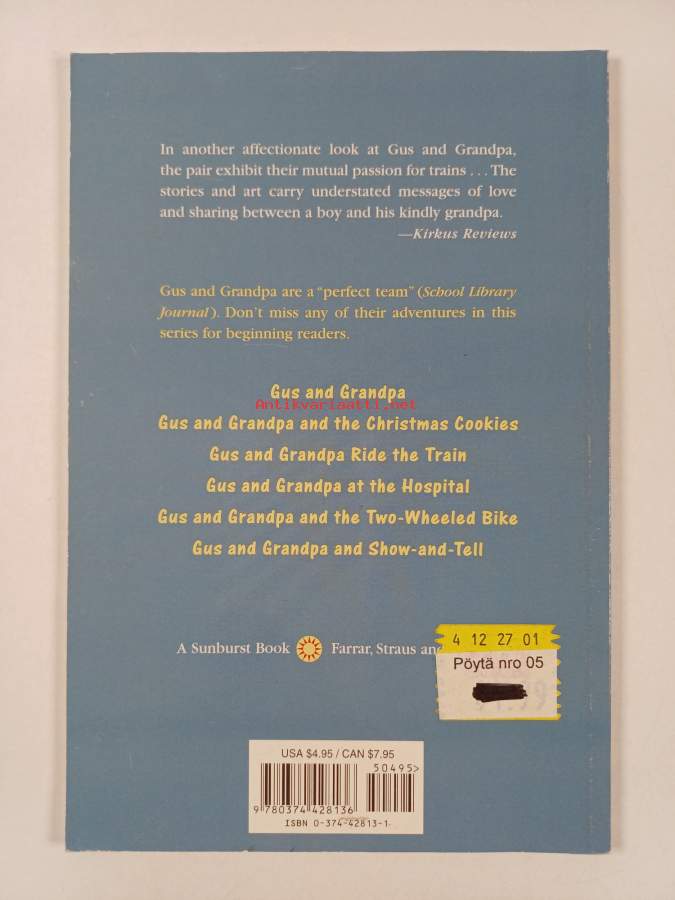 In another affectionate look at Gus and Grandpa,
the pair exhibit their mutual passion for trains . . . The
stories and art carry understated messages of love
and sharing between a boy and his kindly grandpa.
—Kirkus Reviews
Gus and Grandpa are a "perfect team" (School Library
Journal). Don't miss any of their adventures in this
series for beginning readers.
Gus and Grandpa
Antikvariaatti.net
Gus and Grandpa and the Christmas Cookies
Gus and Grandpa Ride the Train
Gus and Grandpa at the Hospital
Gus and Grandpa and the Two-Wheeled Bike
Gus and Grandpa and Show-and-Tell
A Sunburst Book Farrar, Straus and
4 12 27 01
Pöytä nro 05
USA $4.95 / CAN $7.95
50495>
9 780374 428136
ISBN 0-374-42813-1